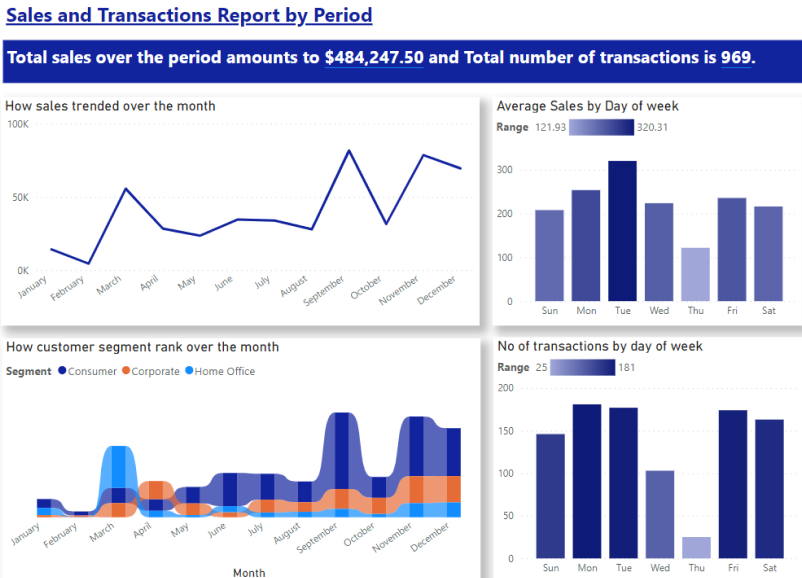 Sales and Transactions Report by Period
Total sales over the period amounts to $484,247.50 and Total number of transactions is 969.
How sales trended over the month
100K
50K
0K
January
February
March
April
May
June
July
August
September
October
November
December
Average Sales by Day of week
Range 121.93 320.31
300
200
100
0
Sun Mon Tue Wed Thu Fri Sat
How customer segment rank over the month
Segment Consumer Corporate Home Office
January
February
March
April
May
June
July
August
September
October
November
December
Month
No of transactions by day of week
Range 25 181
200
150
100
50
0
Sun Mon Tue Wed Thu Fri Sat